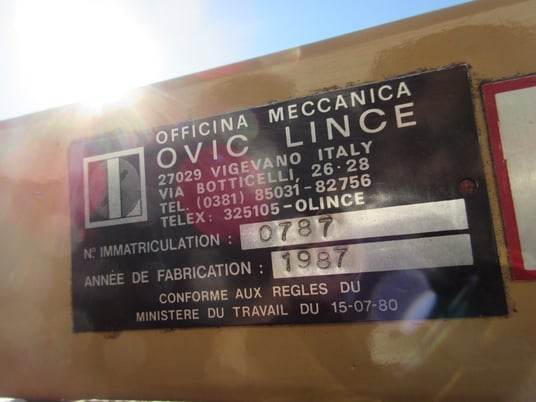 OFFICINA MECCANICA
OVIC LINCE
27029 VIGEVANO ITALY
VIA BOTTICELLI, 26-28
TEL. (0381) 85031-82756
TELEX: 325105-OLINCE
N° IMMATRICULATION : 0787
ANNÉE DE FABRICATION : 1987
CONFORME AUX REGLES DU
MINISTERE DU TRAVAIL DU 15-07-80